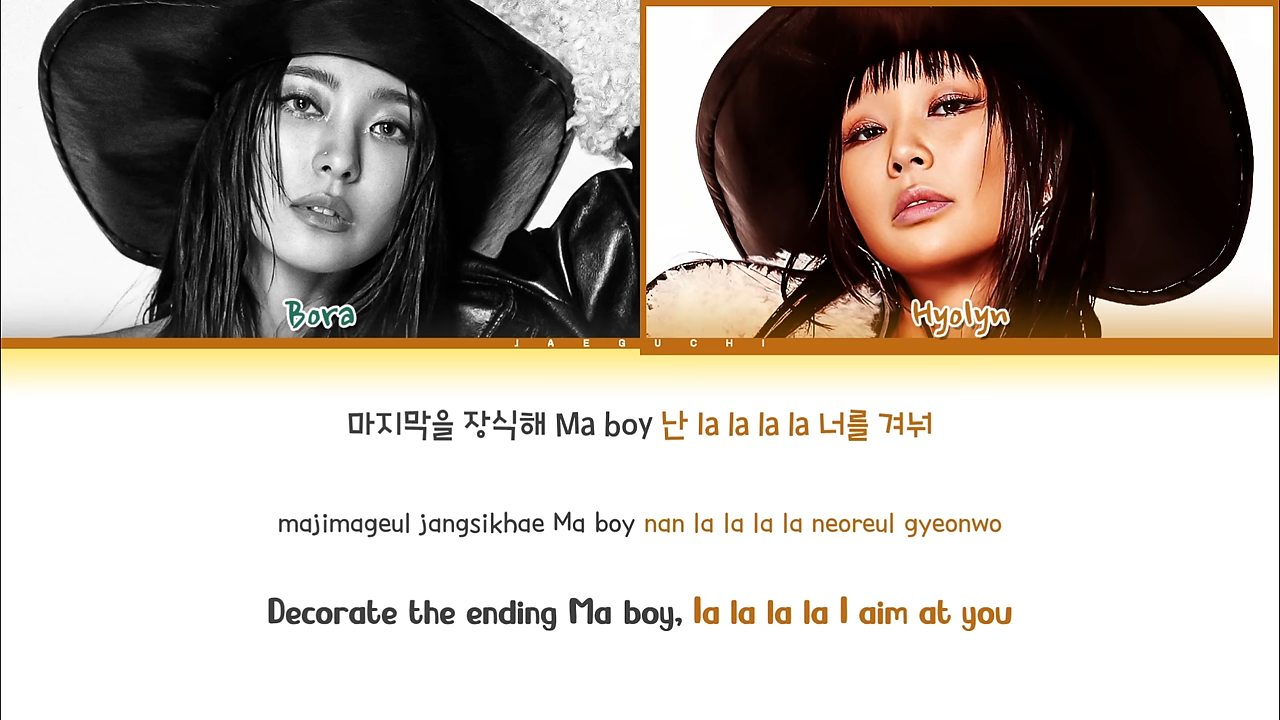 Bora
Hyolyn
JAEGUCHI
마지막을 장식해 Ma boy 난 la la la la 너를 겨눠
majimageul jangsikhae Ma boy nan la la la la neoreul gyeonwo
Decorate the ending Ma boy, la la la la I aim at you